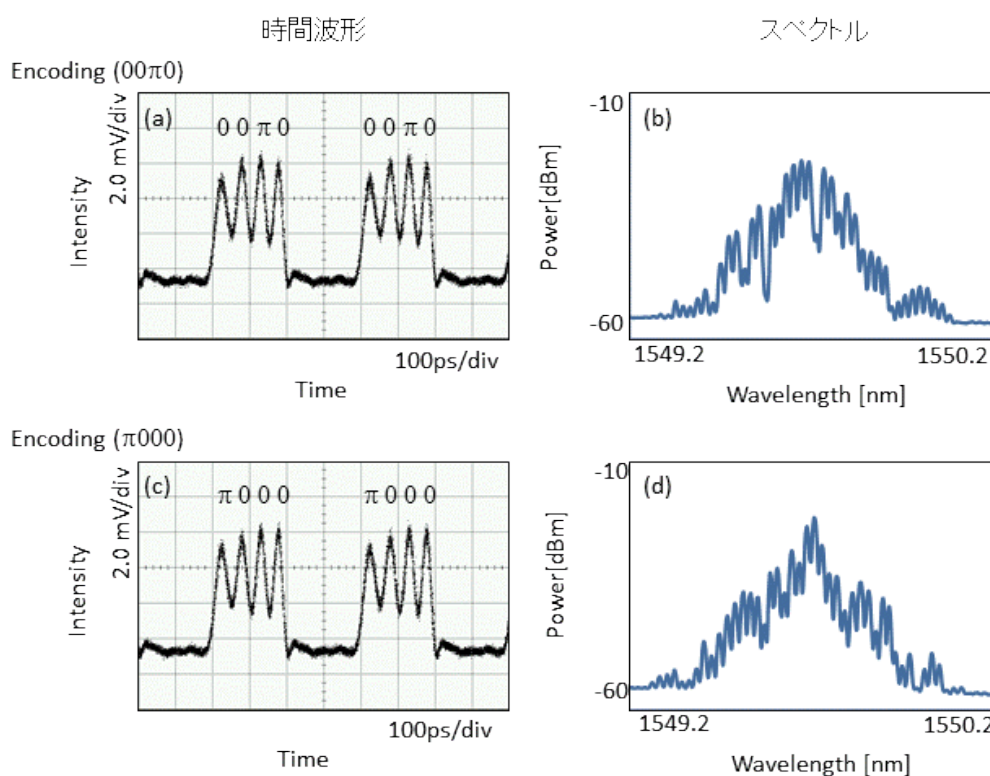 時間波形
スペクトル
Encoding (00π0)
(a)
0 0 π 0
0 0 π 0
Intensity
2.0 mV/div
100ps/div
Time
(b)
-10
Power[dBm]
-60
1549.2
1550.2
Wavelength [nm]
Encoding (π000)
(c)
π 0 0 0
π 0 0 0
Intensity
2.0 mV/div
100ps/div
Time
(d)
-10
Power[dBm]
-60
1549.2
1550.2
Wavelength [nm]